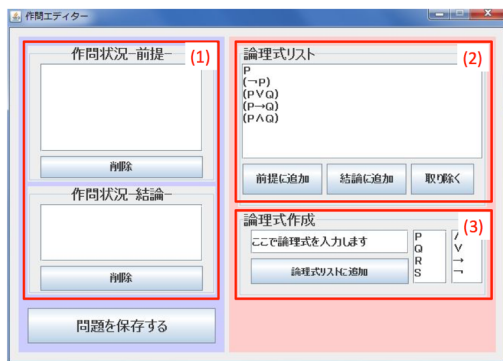 作問エディター
作問状況-前提-
(1)
削除
作問状況-結論-
削除
問題を保存する
論理式リスト
(2)
P
(¬P)
(P∨Q)
(P→Q)
(P∧Q)
前提に追加
結論に追加
取り除く
論理式作成
(3)
ここで論理式を入力します
論理式リストに追加
P
Q
R
S
∧
∨
→
¬